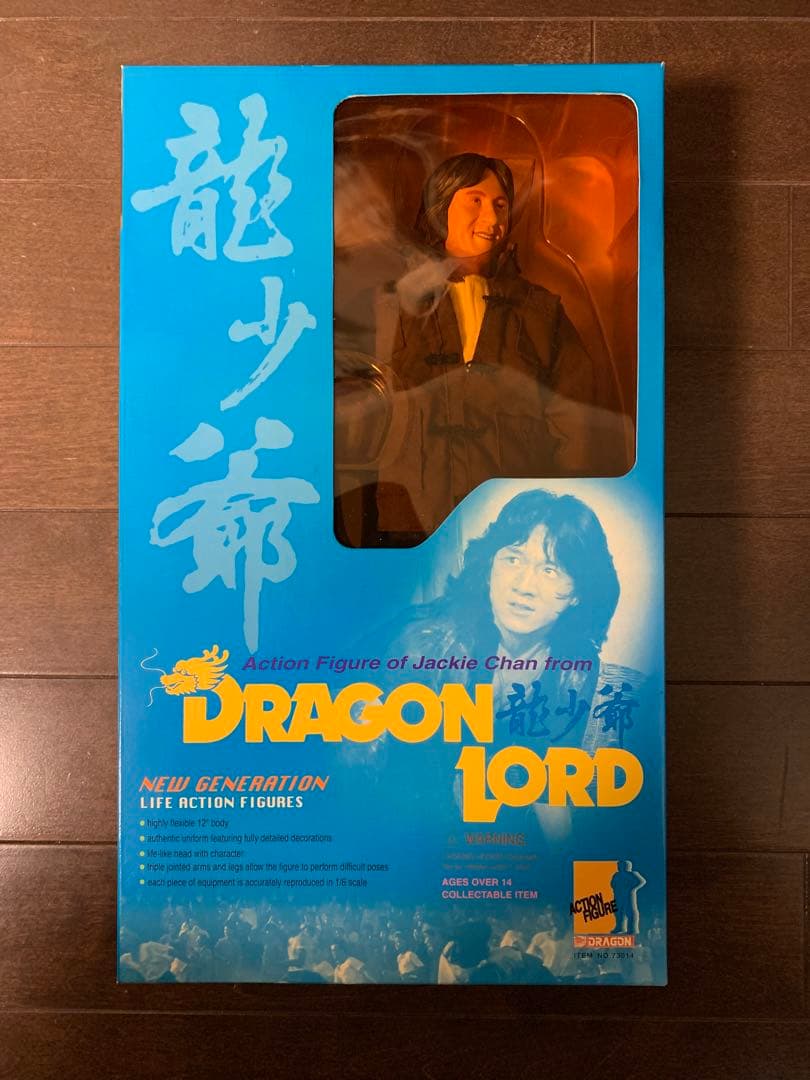 龍少爺
Action Figure of Jackie Chan from
DRAGON 龍少爺
LORD
NEW GENERATION
LIFE ACTION FIGURES
highly flexible 12" body
authentic uniform featuring fully detailed decorations
life-like head with character
triple jointed arms and legs allow the figure to perform difficult poses
each piece of equipment is accurately reproduced in 1/6 scale
WARNING
AGES OVER 14
COLLECTABLE ITEM
ACTION
FIGURE
DRAGON
ITEM NO 73014